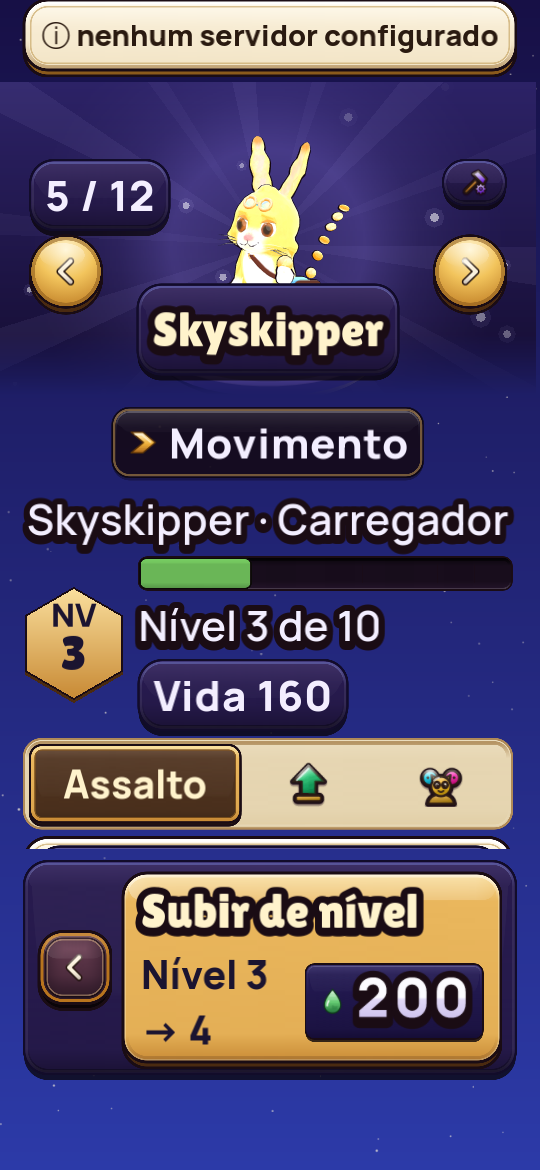 ⓘ nenhum servidor configurado
5 / 12
Skyskipper
Movimento
Skyskipper · Carregador
NV
3
Nível 3 de 10
Vida 160
Assalto
Subir de nível
Nível 3
→ 4
200